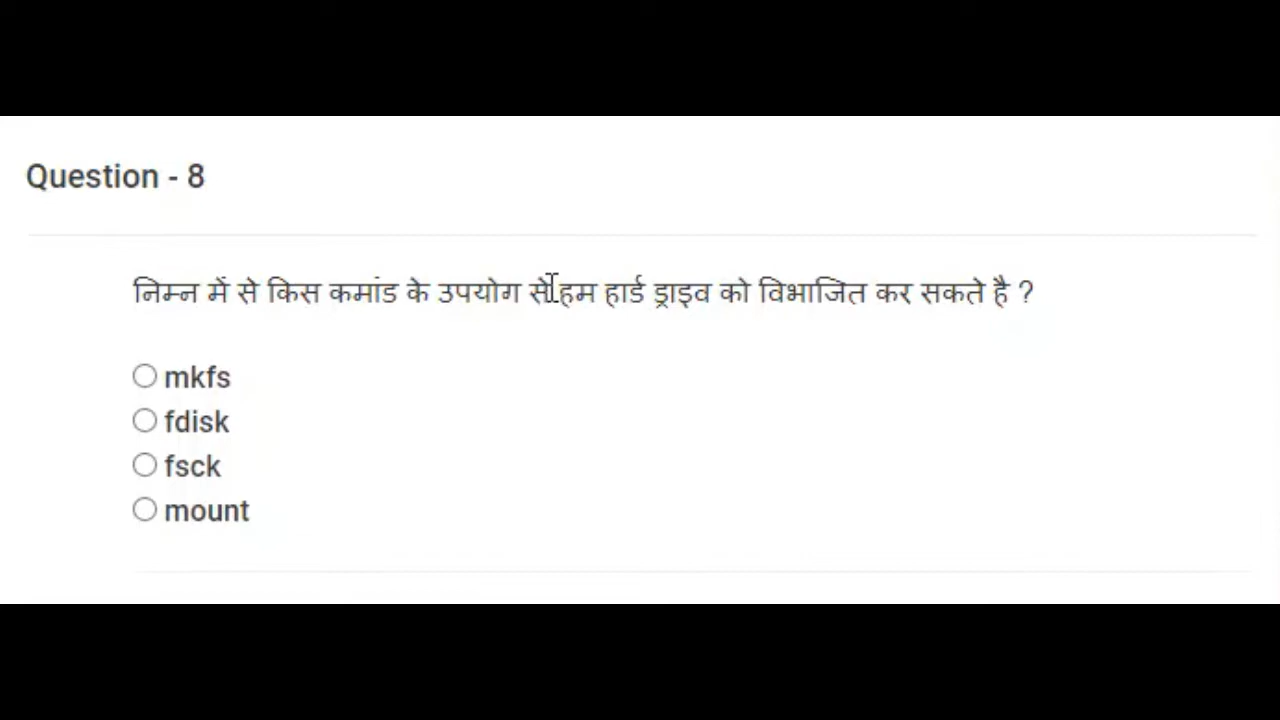 Question - 8
निम्न में से किस कमांड के उपयोग से हम हार्ड ड्राइव को विभाजित कर सकते है ?
mkfs
fdisk
fsck
mount